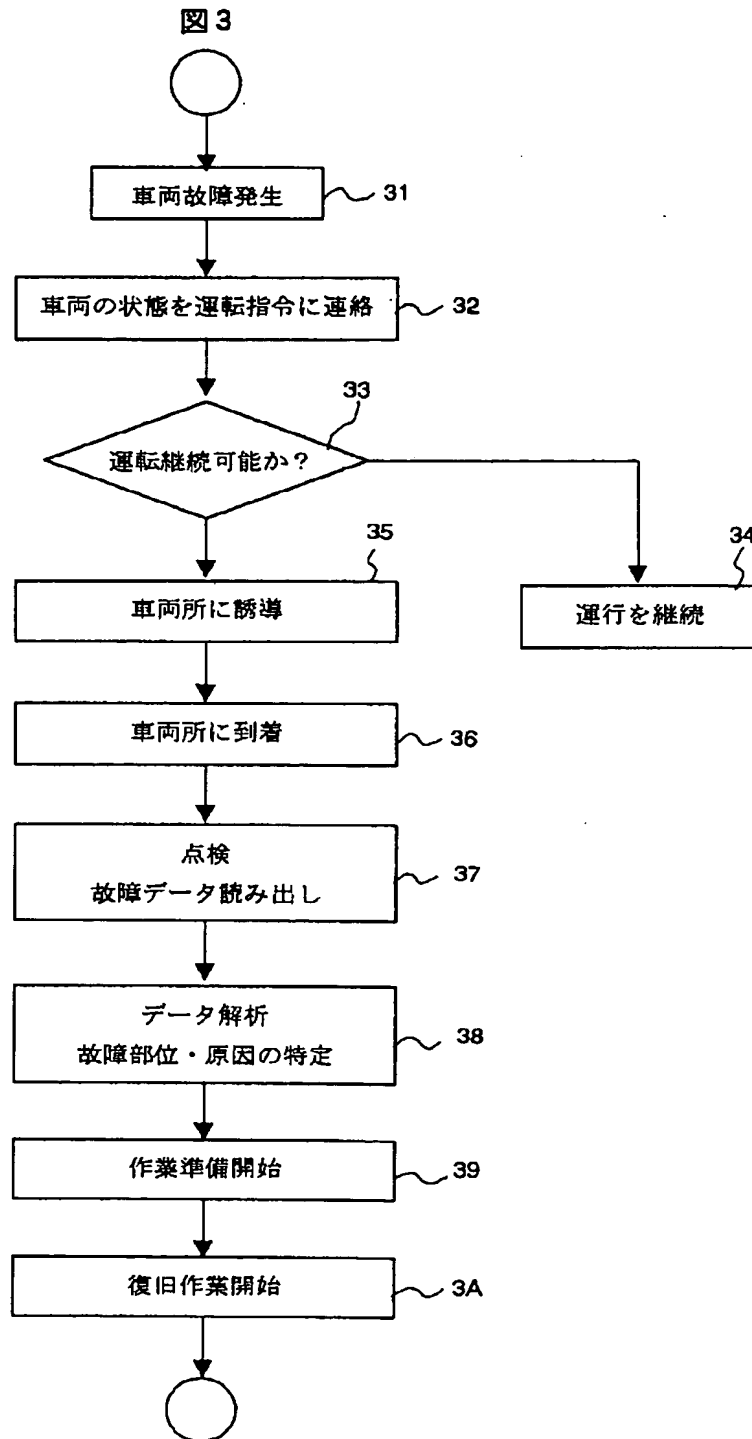 図3
車両故障発生
31
車両の状態を運転指令に連絡
32
33
運転継続可能か?
35
車両所に誘導
34
運行を継続
車両所に到着
36
点検
故障データ読み出し
37
データ解析
故障部位・原因の特定
38
作業準備開始
39
復旧作業開始
3A